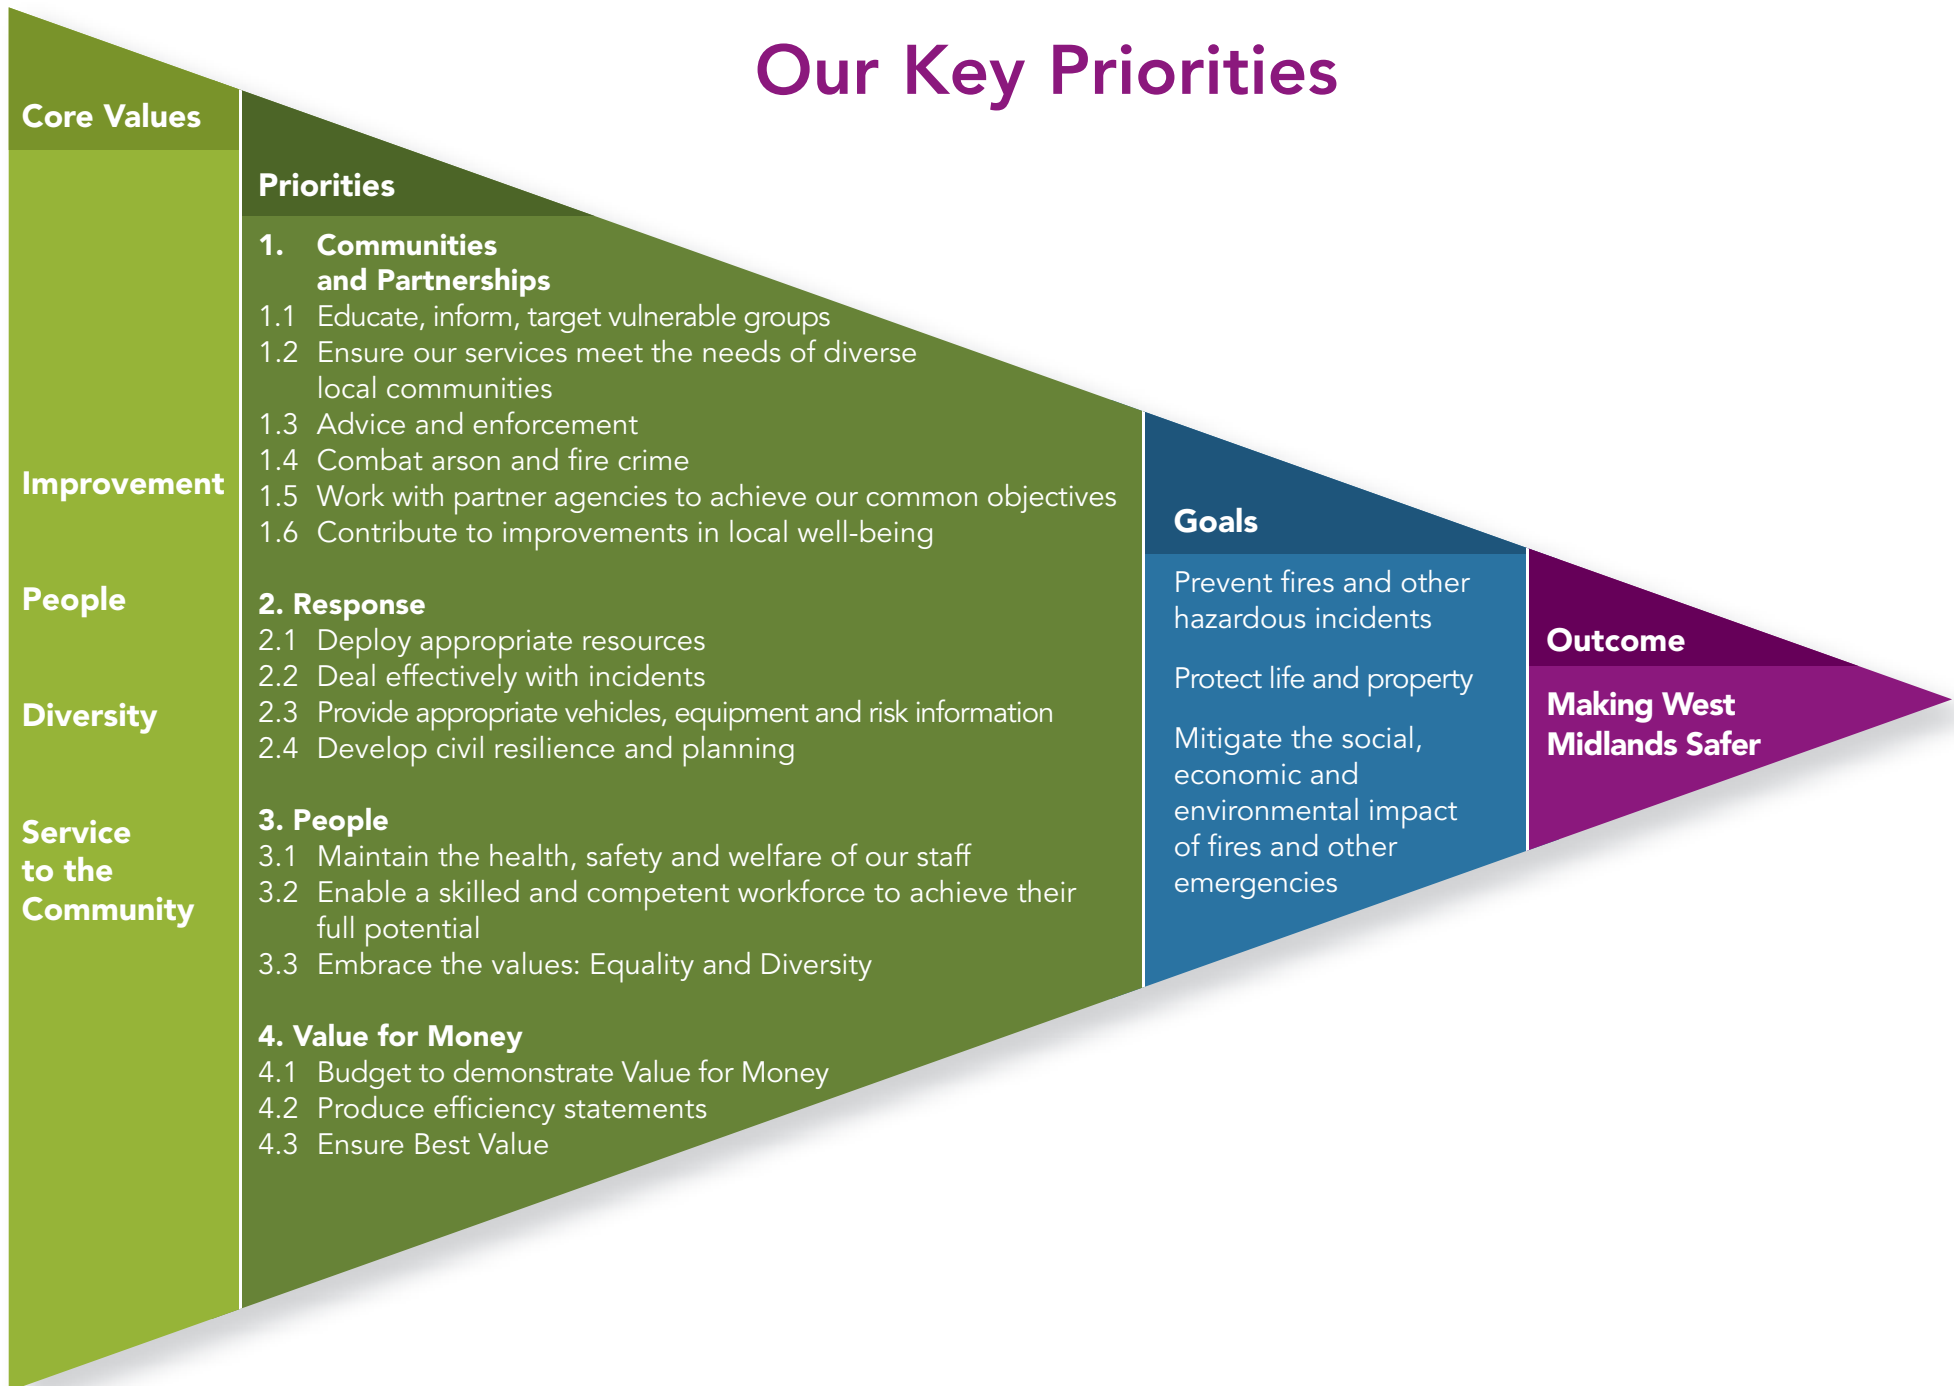 Our Key Priorities
Core Values
Improvement
People
Diversity
Service
to the
Community
Priorities
1. Communities
and Partnerships
1.1 Educate, inform, target vulnerable groups
1.2 Ensure our services meet the needs of diverse
local communities
1.3 Advice and enforcement
1.4 Combat arson and fire crime
1.5 Work with partner agencies to achieve our common objectives
1.6 Contribute to improvements in local well-being
2. Response
2.1 Deploy appropriate resources
2.2 Deal effectively with incidents
2.3 Provide appropriate vehicles, equipment and risk information
2.4 Develop civil resilience and planning
3. People
3.1 Maintain the health, safety and welfare of our staff
3.2 Enable a skilled and competent workforce to achieve their
full potential
3.3 Embrace the values: Equality and Diversity
4. Value for Money
4.1 Budget to demonstrate Value for Money
4.2 Produce efficiency statements
4.3 Ensure Best Value
Goals
Prevent fires and other
hazardous incidents
Protect life and property
Mitigate the social,
economic and
environmental impact
of fires and other
emergencies
Outcome
Making West
Midlands Safer